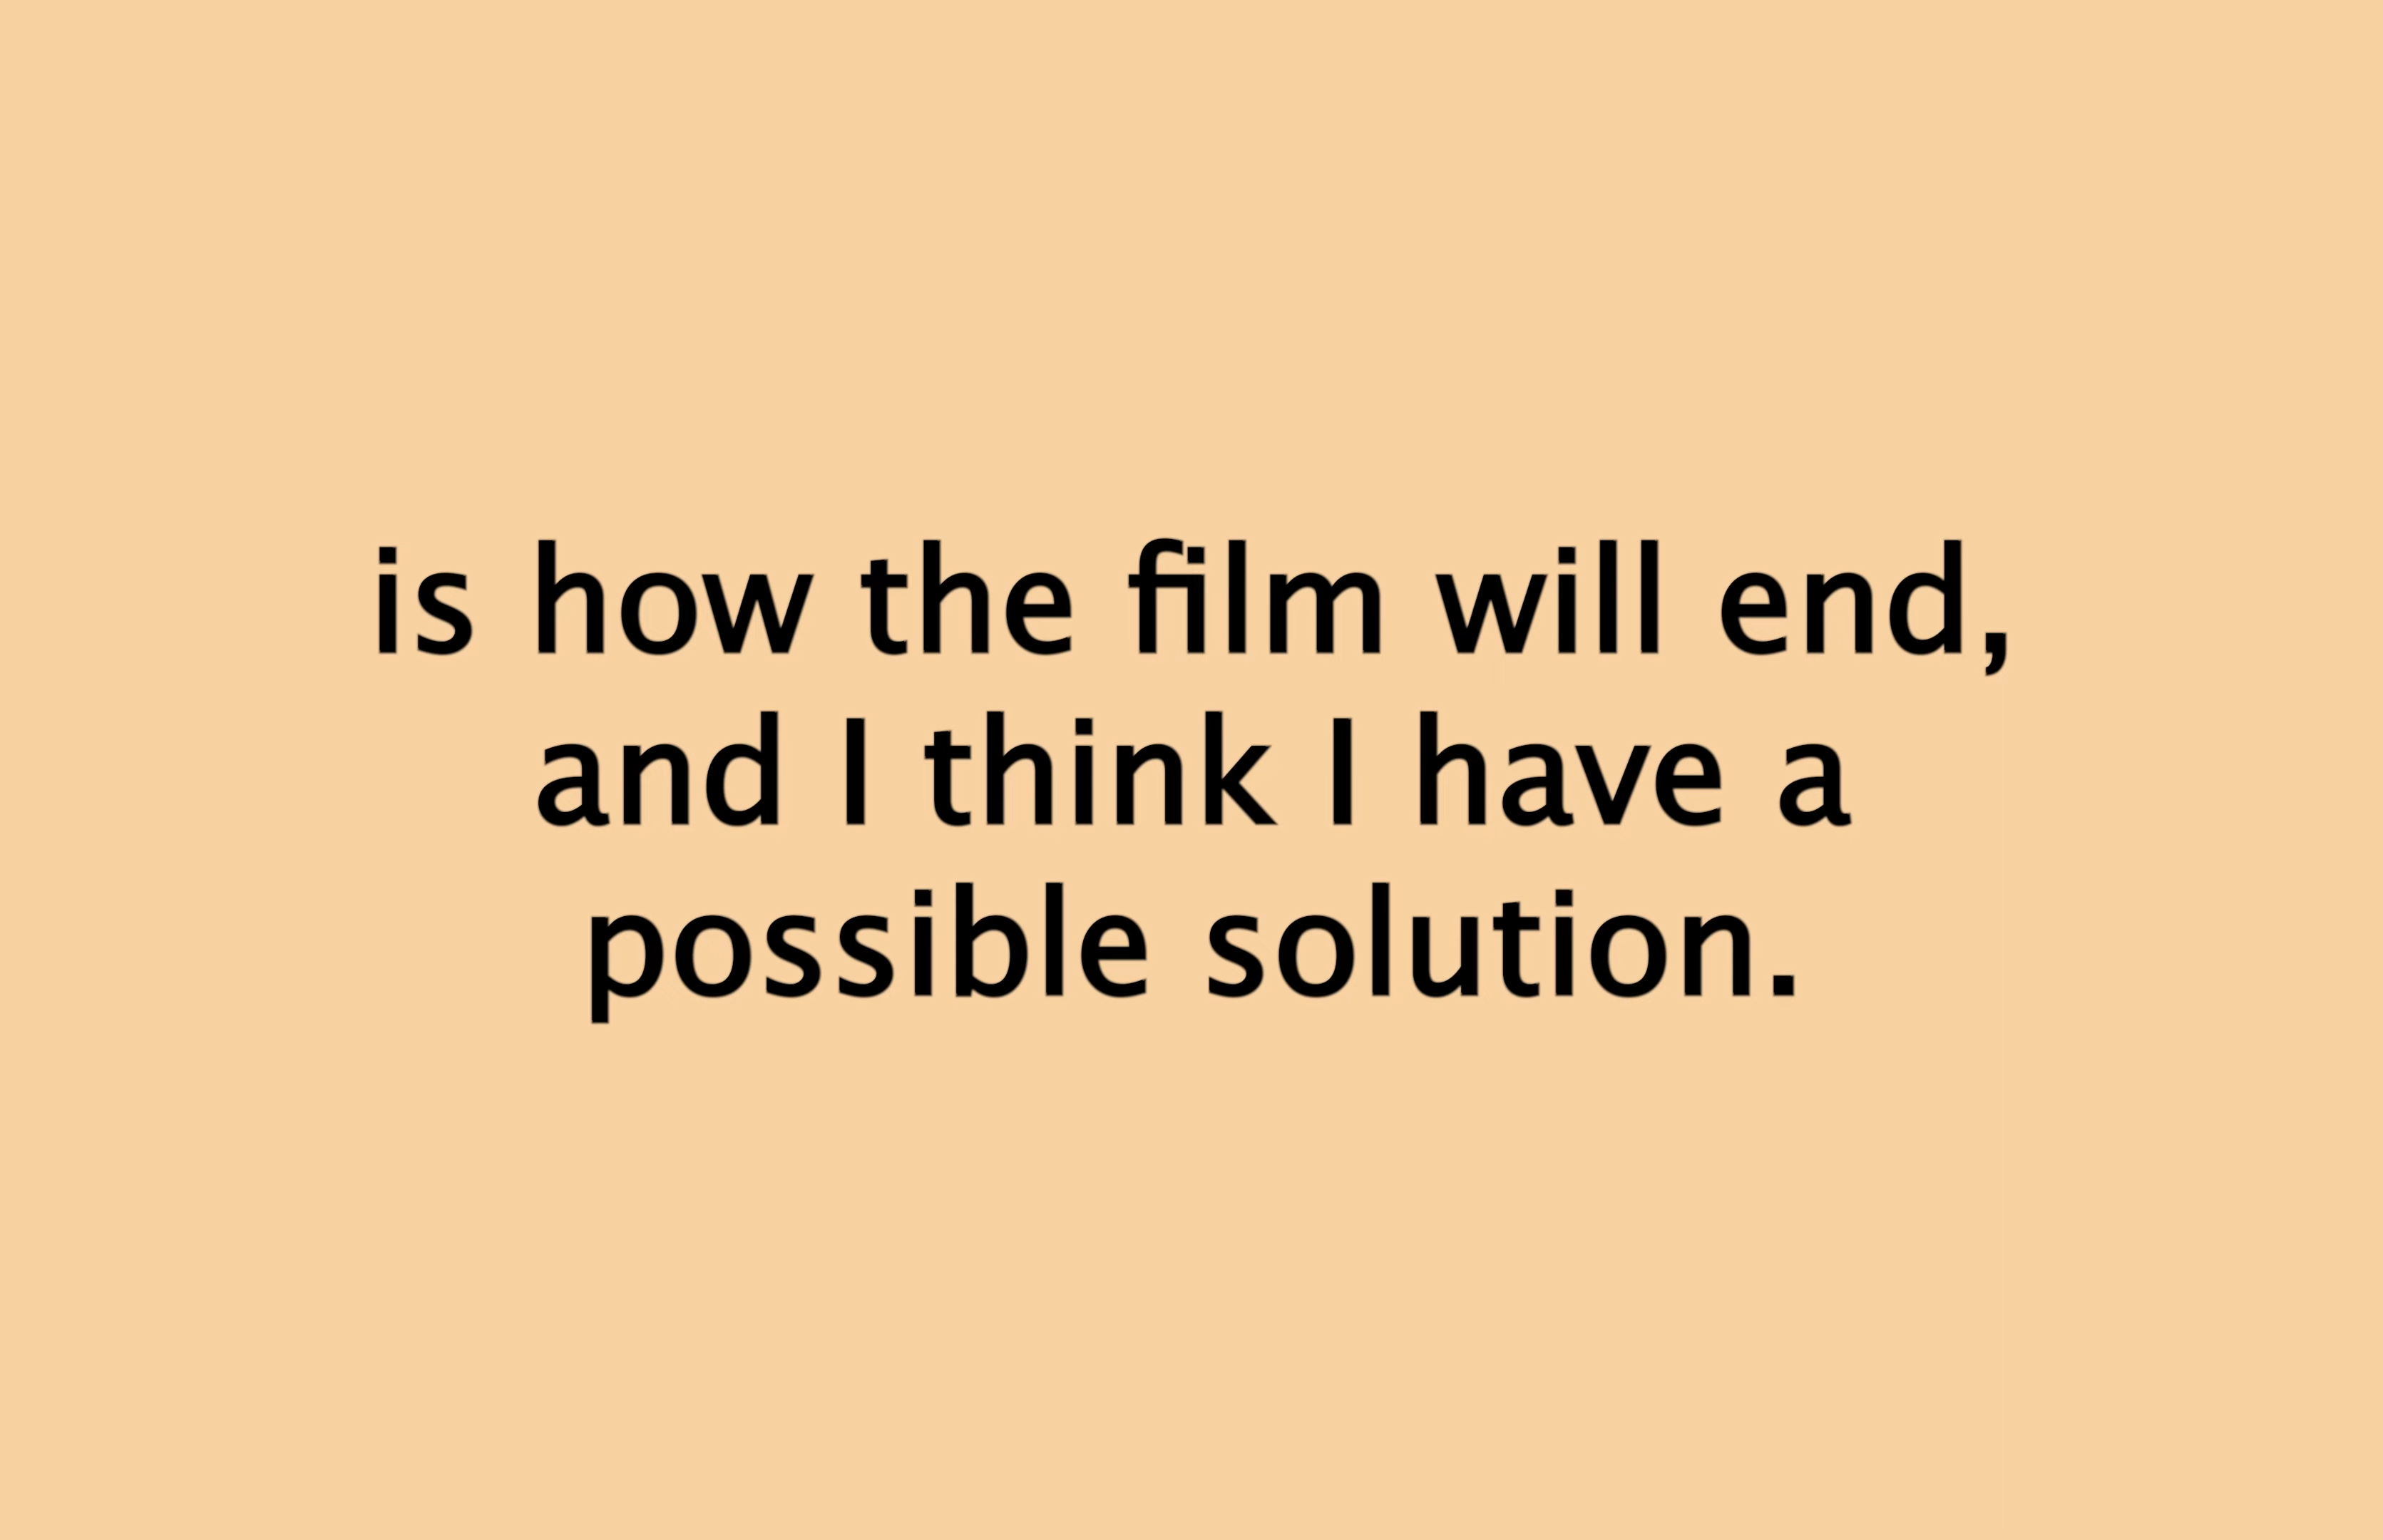 is how the film will end,
and I think I have a
possible solution.